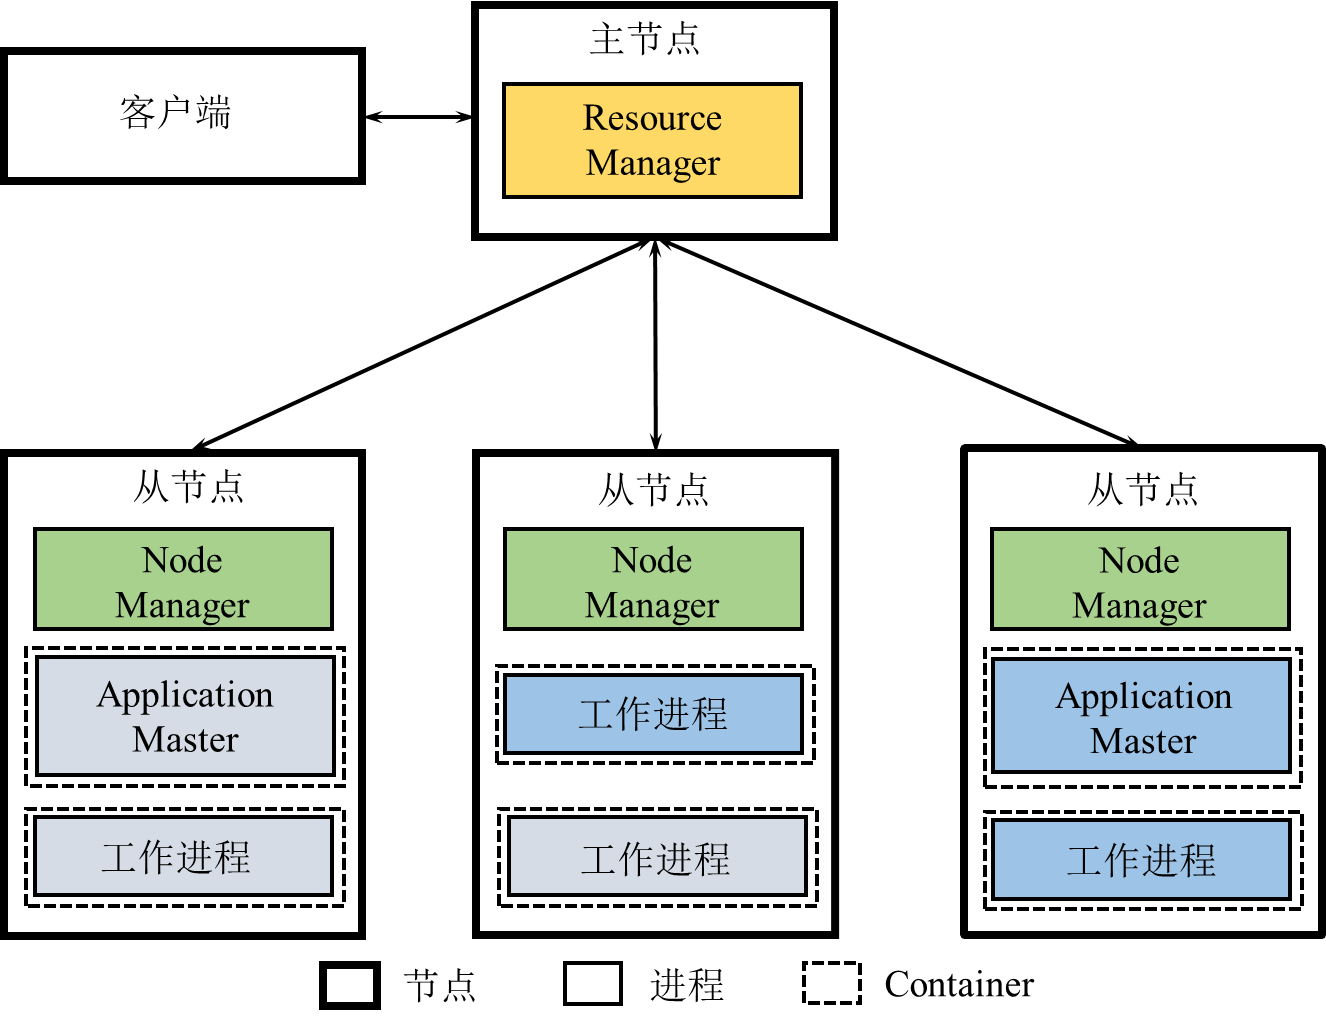 主节点
客户端
Resource
Manager
从节点
Node
Manager
Application
Master
工作进程
从节点
Node
Manager
工作进程
工作进程
从节点
Node
Manager
Application
Master
工作进程
节点
进程
Container